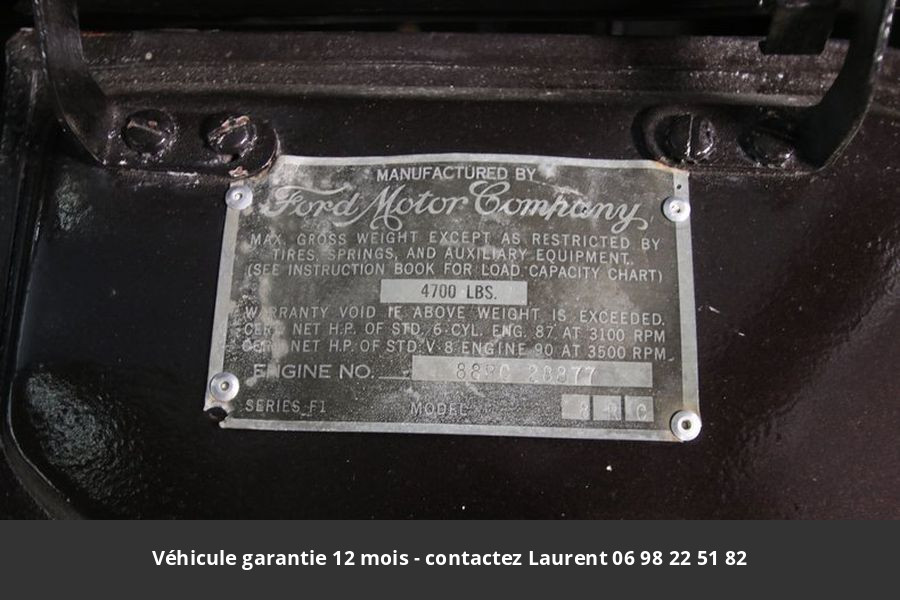 MANUFACTURED BY
Ford Motor Company
MAX. GROSS WEIGHT EXCEPT AS RESTRICTED BY
TIRES, SPRINGS, AND AUXILIARY EQUIPMENT.
(SEE INSTRUCTION BOOK FOR LOAD CAPACITY CHART)
4700 LBS.
WARRANTY VOID IF ABOVE WEIGHT IS EXCEEDED.
CERT. NET H.P. OF STD. 6-CYL. ENG. 87 AT 3100 RPM
CERT. NET H.P. OF STD. V-8 ENGINE 90 AT 3500 RPM
ENGINE NO.
SERIES F1 MODEL
Véhicule garantie 12 mois - contactez Laurent 06 98 22 51 82